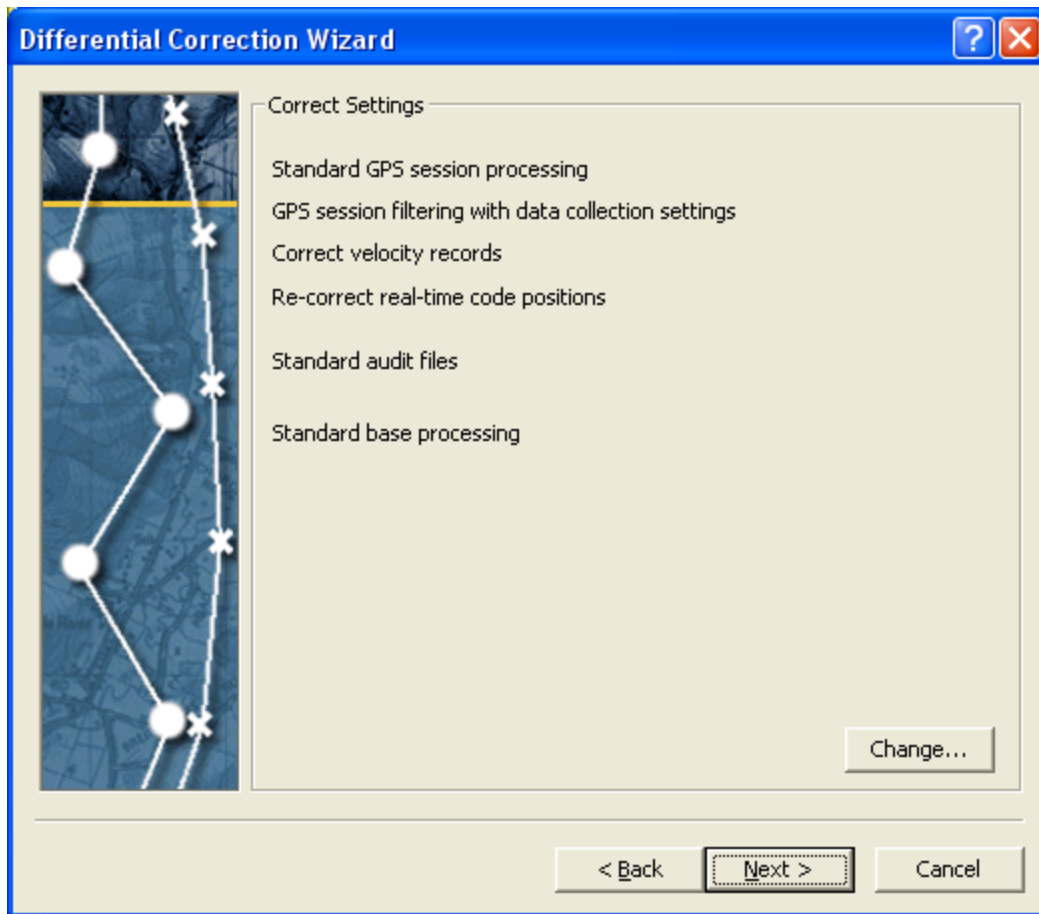 Differential Correction Wizard
Correct Settings
Standard GPS session processing
GPS session filtering with data collection settings
Correct velocity records
Re-correct real-time code positions
Standard audit files
Standard base processing
Change...
< Back
Next >
Cancel